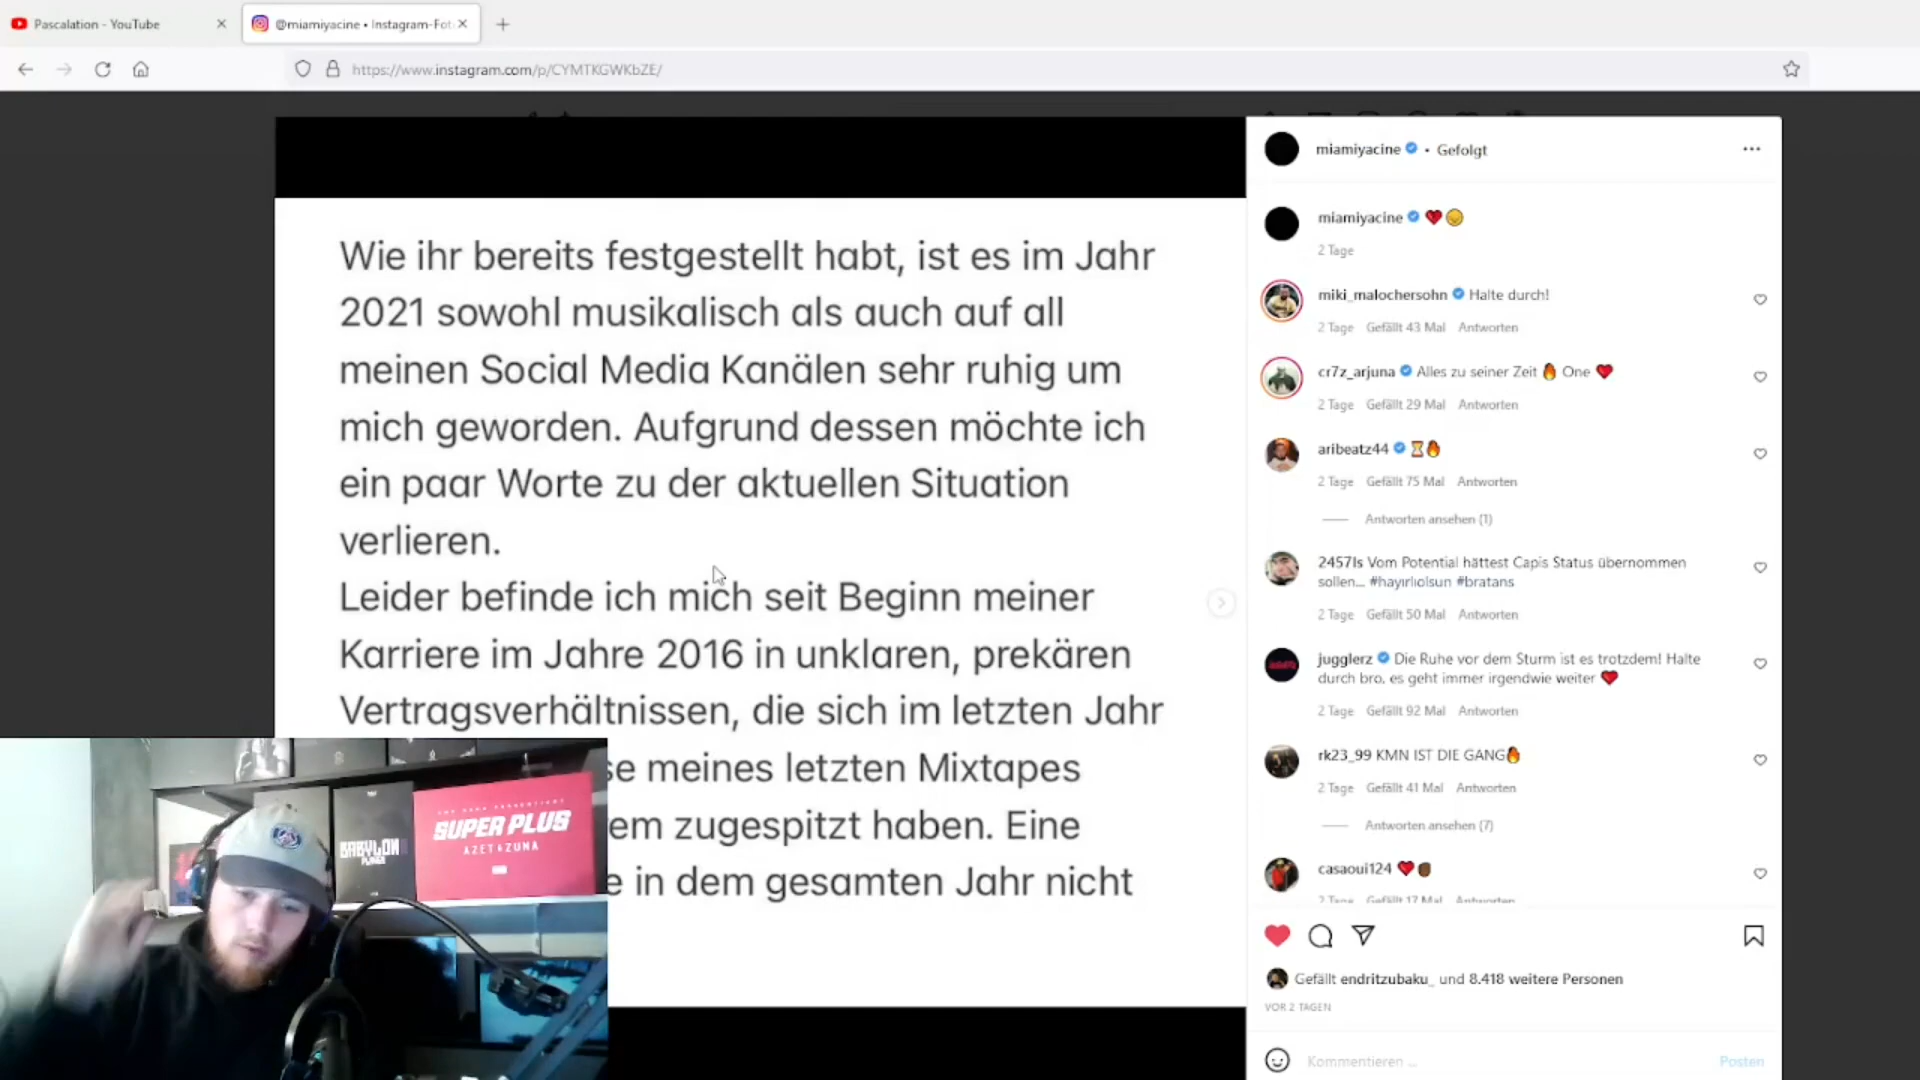 Pascalation - YouTube
@miamiyacine • Instagram-Fot
https://www.instagram.com/p/CYMTKGWKbZE/
Wie ihr bereits festgestellt habt, ist es im Jahr
2021 sowohl musikalisch als auch auf all
meinen Social Media Kanälen sehr ruhig um
mich geworden. Aufgrund dessen möchte ich
ein paar Worte zu der aktuellen Situation
verlieren.
Leider befinde ich mich seit Beginn meiner
Karriere im Jahre 2016 in unklaren, prekären
Vertragsverhältnissen, die sich im letzten Jahr
se meines letzten Mixtapes
em zugespitzt haben. Eine
e in dem gesamten Jahr nicht
BABYLON
SUPER PLUS
AZET & ZUNA
miamiyacine • Gefolgt
miamiyacine ❤️😊
2 Tage
miki_malochersohn Halte durch!
2 Tage Gefällt 43 Mal Antworten
cr7z_arjuna Alles zu seiner Zeit 🔥 One ❤️
2 Tage Gefällt 29 Mal Antworten
aribeatz44 ⏳🔥
2 Tage Gefällt 75 Mal Antworten
Antworten ansehen (1)
2457ls Vom Potential hättest Capis Status übernommen
sollen... #hayirliolsun #bratans
2 Tage Gefällt 50 Mal Antworten
jugglerz Die Ruhe vor dem Sturm ist es trotzdem! Halte
durch bro, es geht immer irgendwie weiter ❤️
2 Tage Gefällt 92 Mal Antworten
rk23_99 KMN IST DIE GANG🔥
2 Tage Gefällt 41 Mal Antworten
Antworten ansehen (7)
casaoui124 ❤️✊🏿
2 Tage Gefällt 17 Mal Antworten
Gefällt endritzubaku_ und 8.418 weitere Personen
VOR 2 TAGEN
Kommentieren ...
Posten